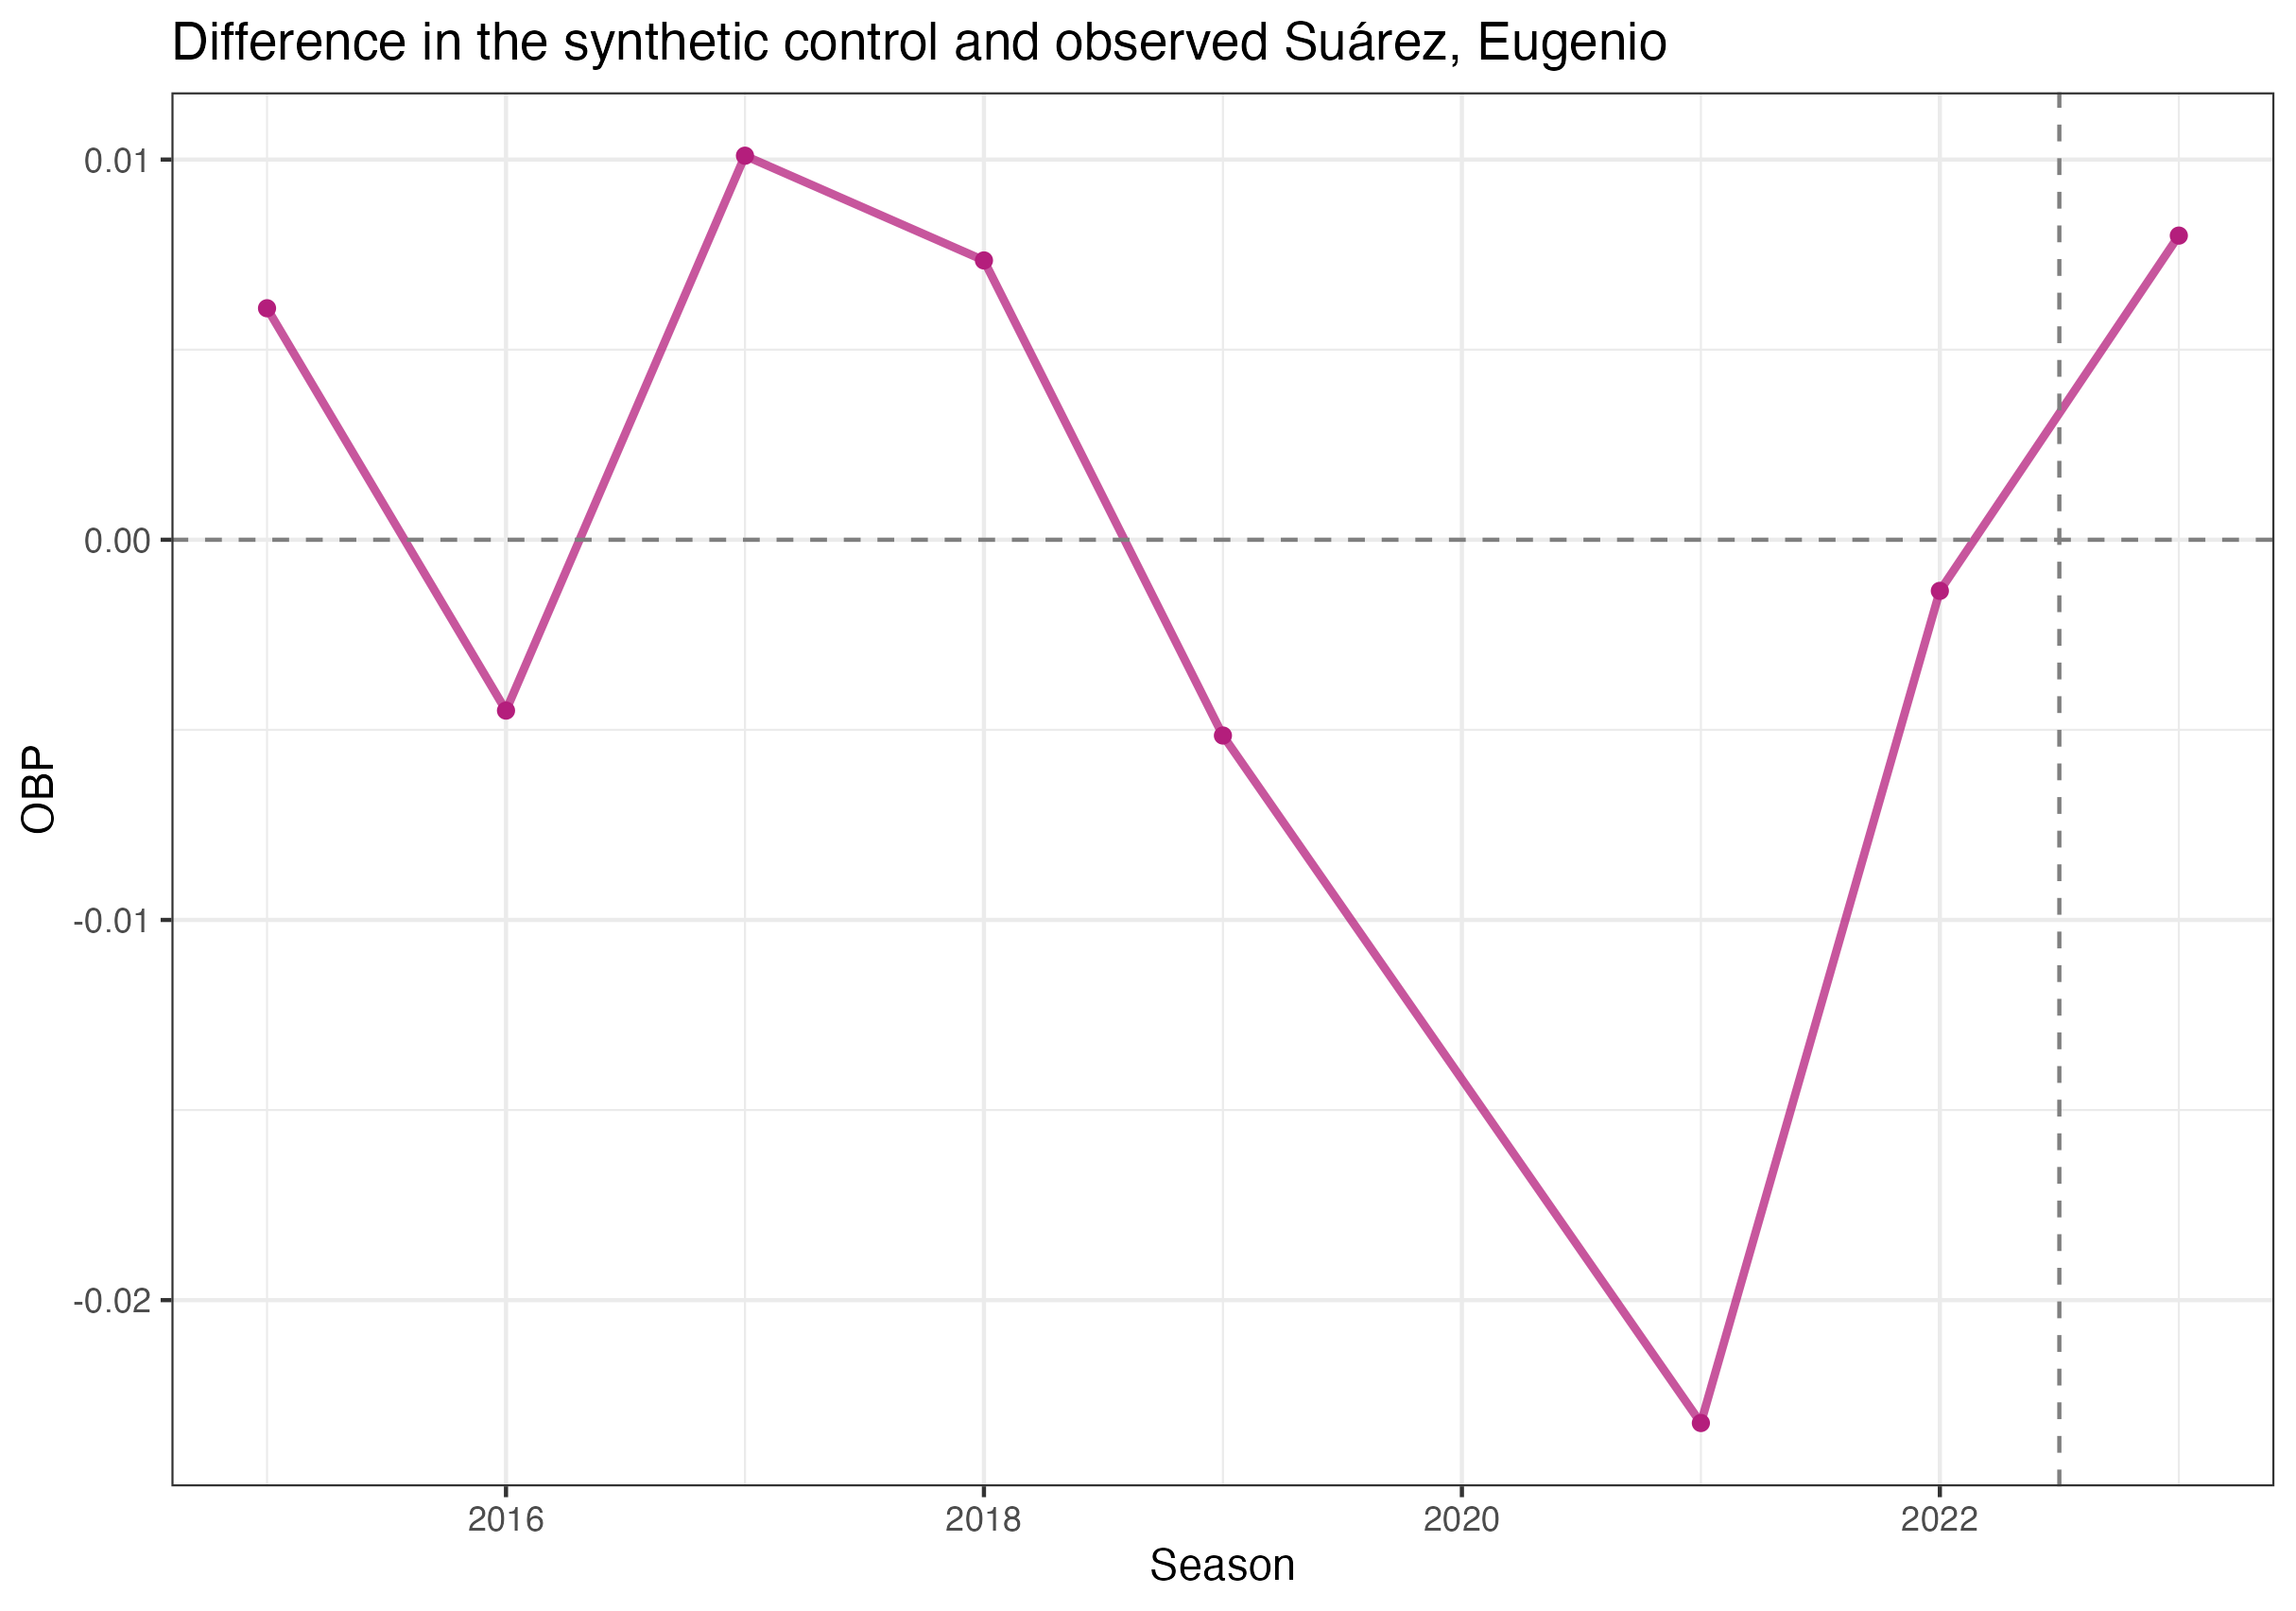 Difference in the synthetic control and observed Suárez, Eugenio
0.01
0.00
-0.01
-0.02
OBP
2016 2018 2020 2022
Season